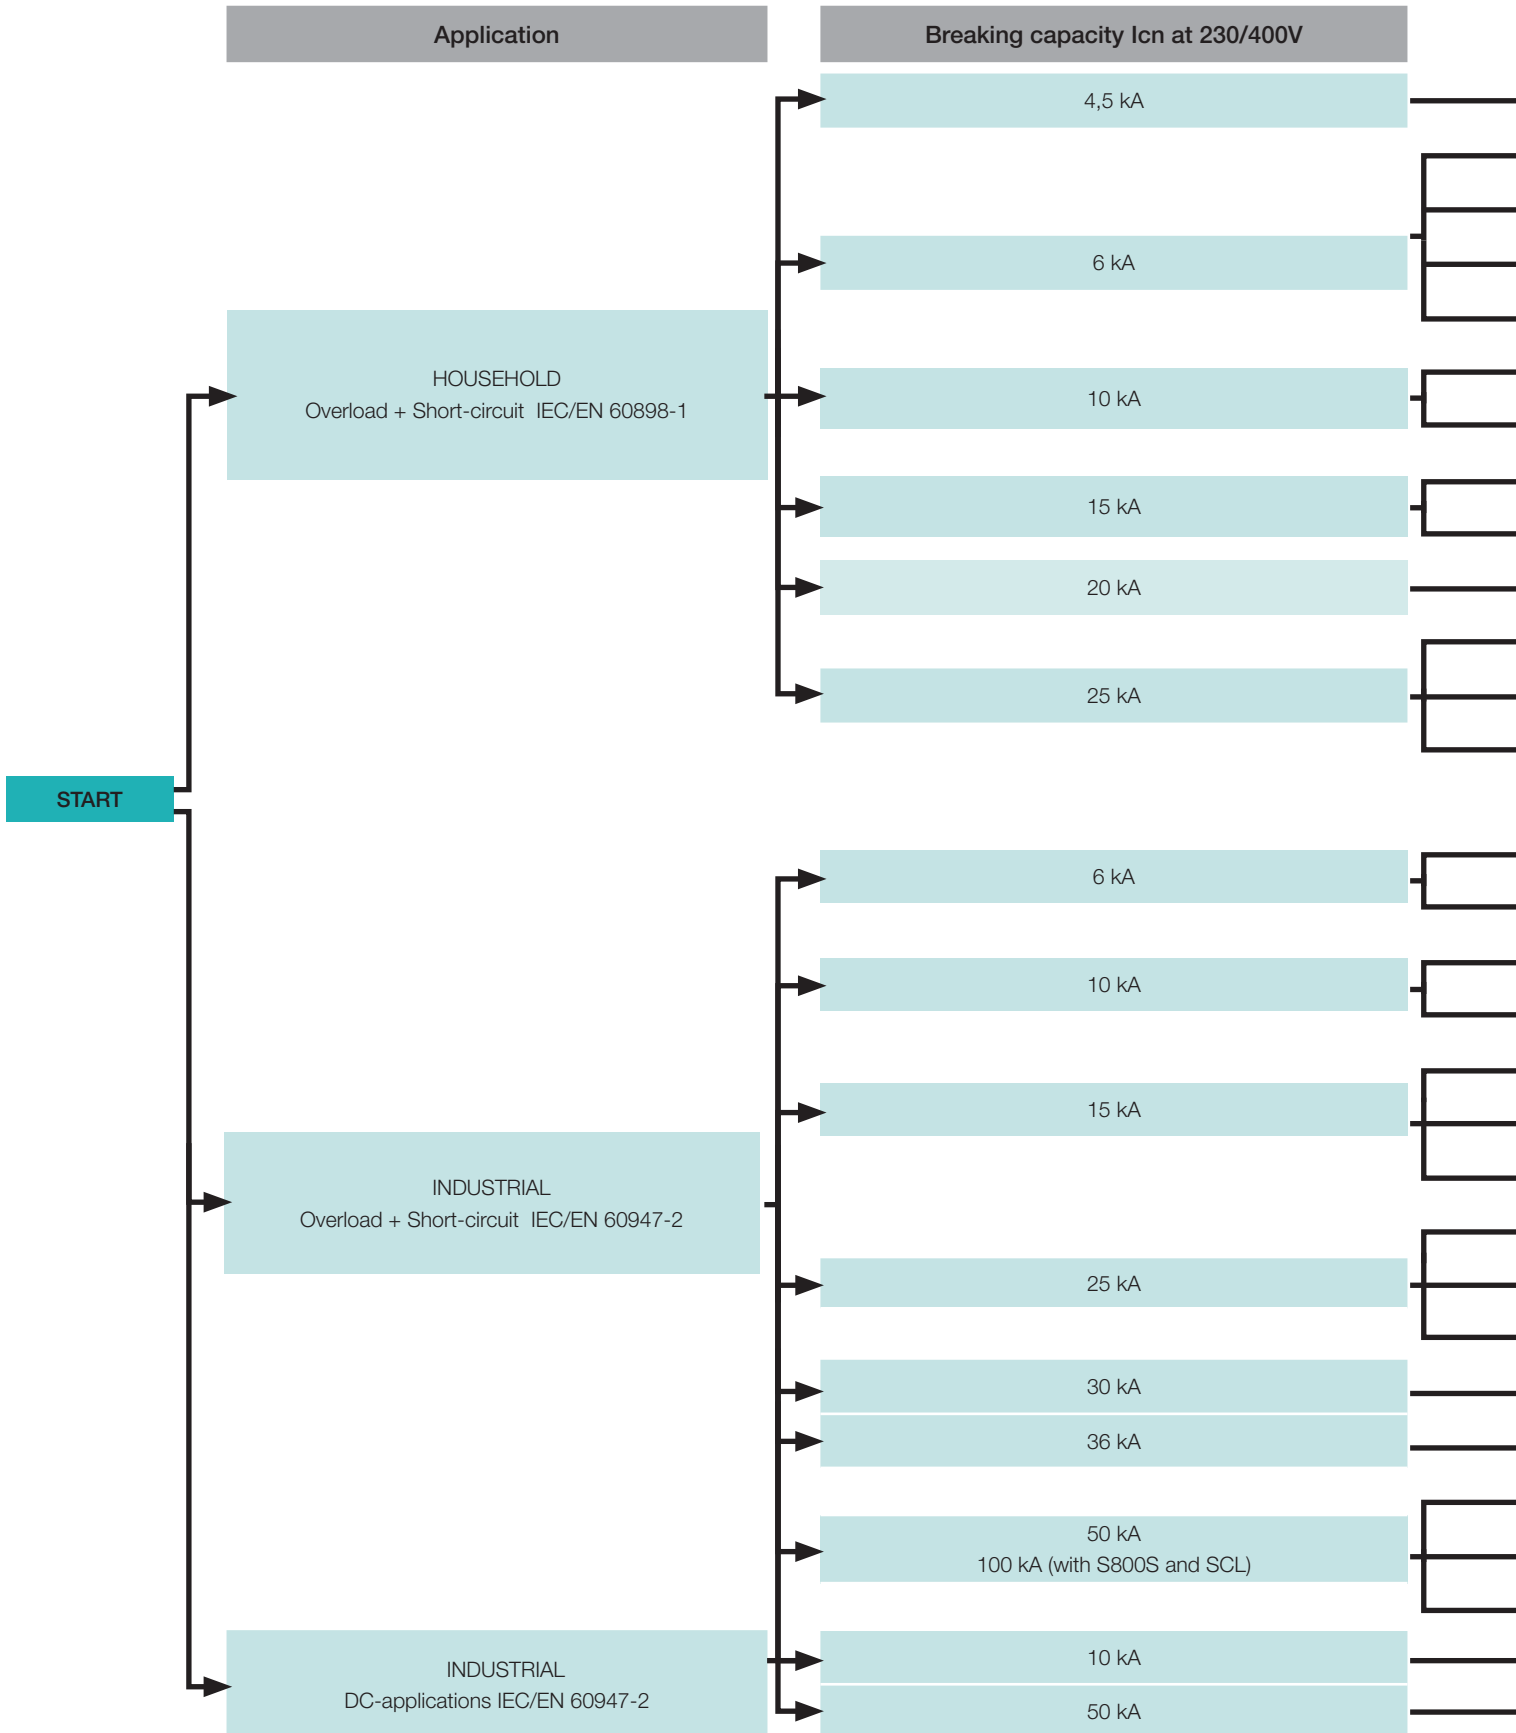 Application
Breaking capacity Icn at 230/400V
4,5 kA
6 kA
HOUSEHOLD
Overload + Short-circuit IEC/EN 60898-1
10 kA
15 kA
20 kA
25 kA
START
6 kA
10 kA
15 kA
INDUSTRIAL
Overload + Short-circuit IEC/EN 60947-2
25 kA
30 kA
36 kA
50 kA
100 kA (with S800S and SCL)
INDUSTRIAL
DC-applications IEC/EN 60947-2
10 kA
50 kA